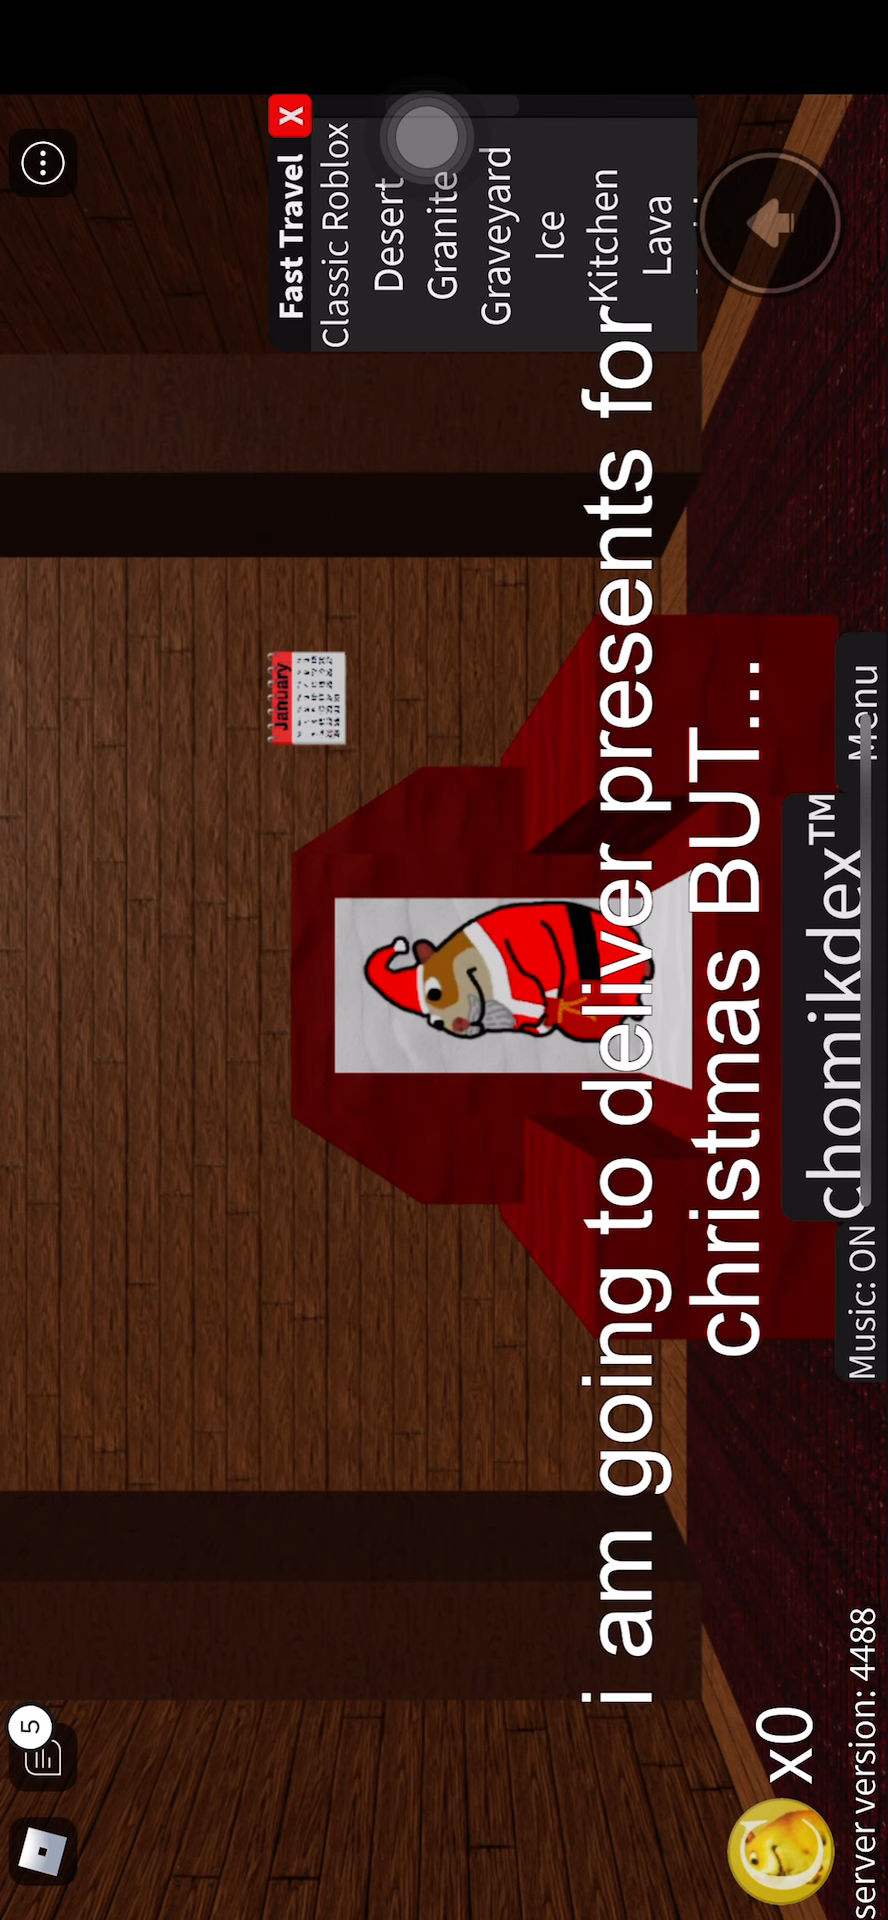 5
Fast Travel
X
Classic Roblox
Desert
Granite
Graveyard
Ice
Kitchen
Lava
January
i am going to deliver presents for
christmas BUT...
x0
chomikdex™
server version: 4488
Music: ON
Menu